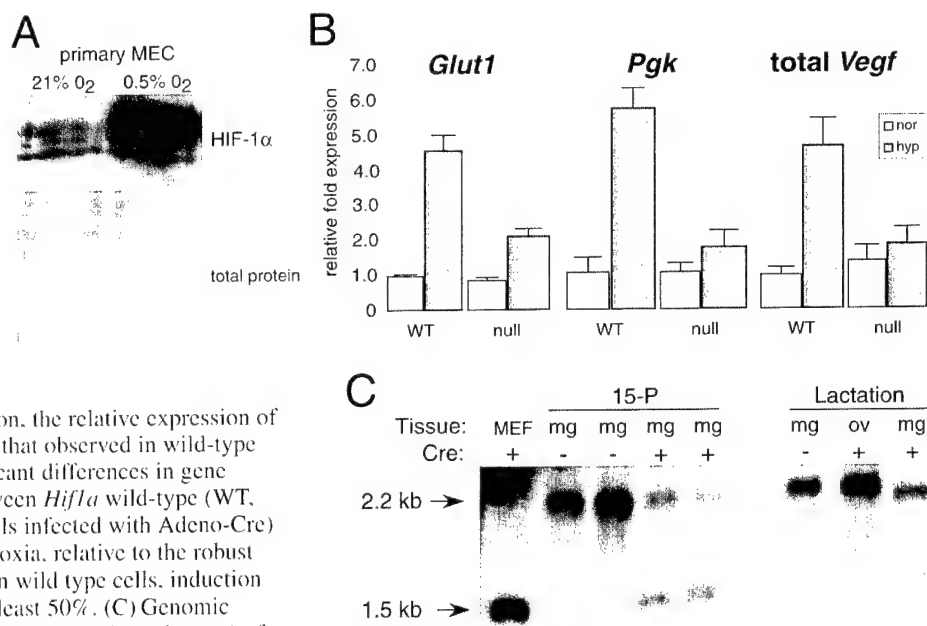 A
primary MEC
21% O2 0.5% O2
HIF-1α
total protein
B
Glut1 Pgk total Vegf
7.0
6.0
5.0
4.0
3.0
2.0
1.0
0
relative fold expression
nor
hyp
WT null WT null WT null
on, the relative expression of
that observed in wild-type
cant differences in gene
ween Hif1a wild-type (WT,
ls infected with Adeno-Cre)
oxia, relative to the robust
n wild type cells, induction
least 50%. (C) Genomic
C
15-P Lactation
Tissue: MEF mg mg mg mg mg ov mg
Cre: + - - + + - + +
2.2 kb
1.5 kb